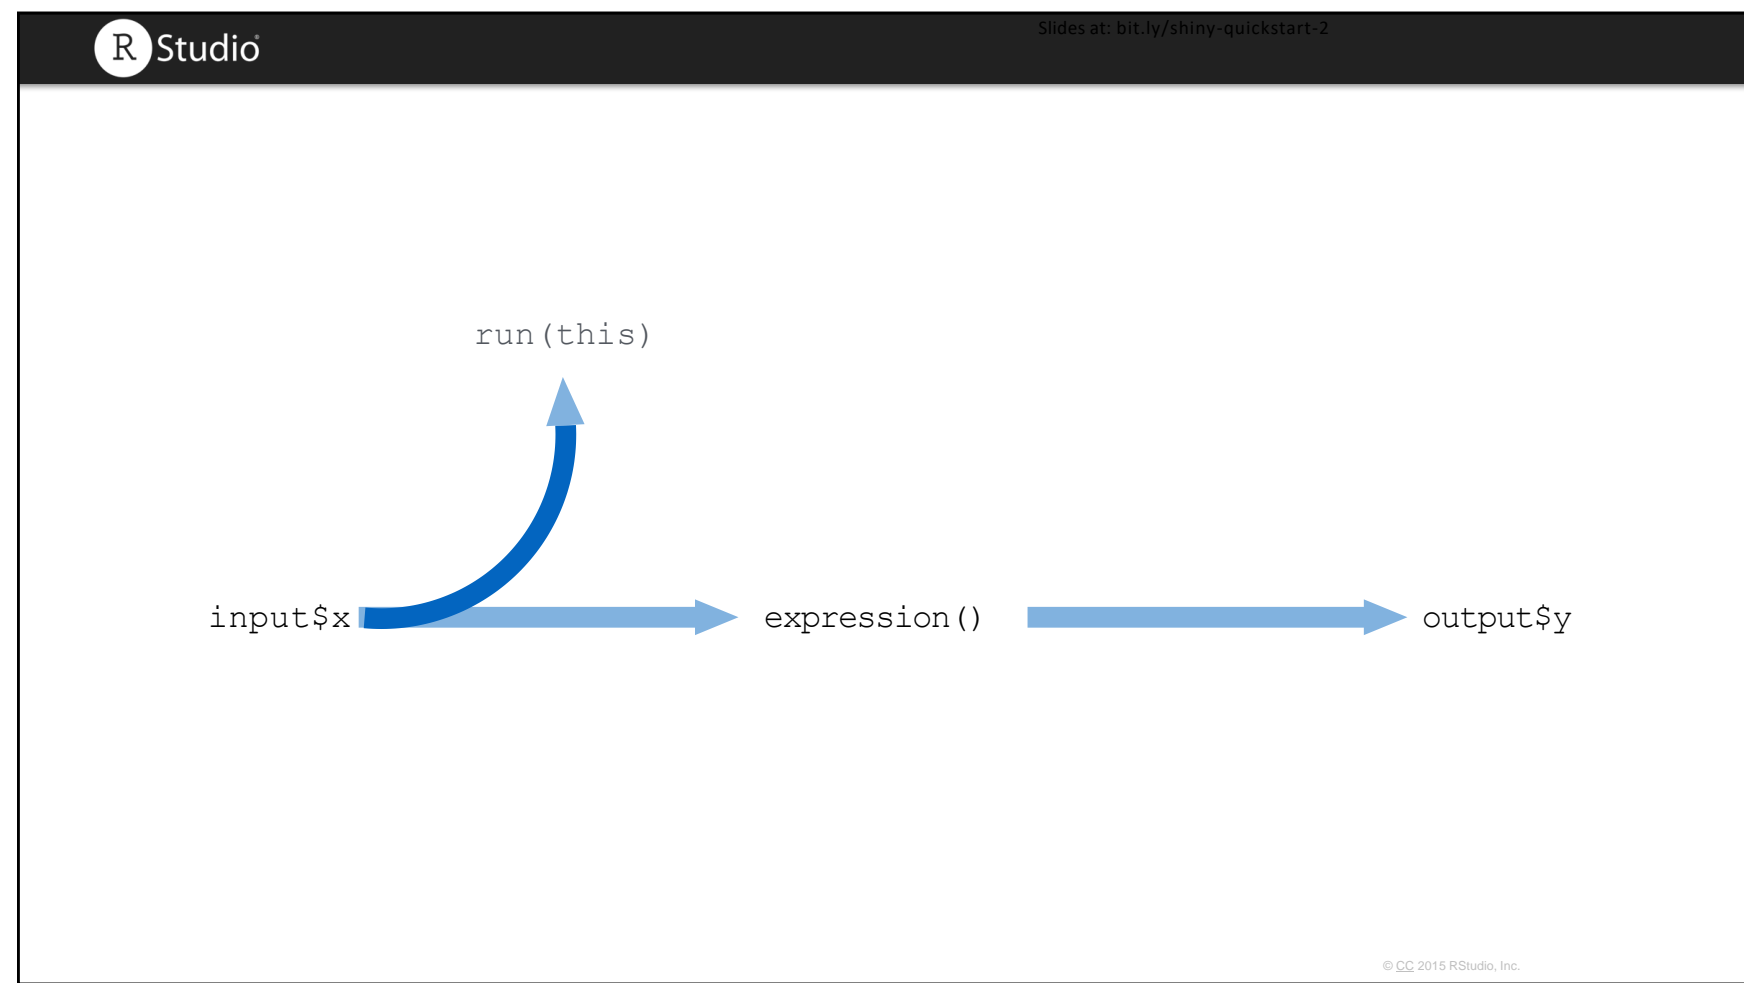 R Studio®
Slides at: bit.ly/shiny-quickstart-2
run(this)
input$x expression() output$y
© CC 2015 RStudio, Inc.